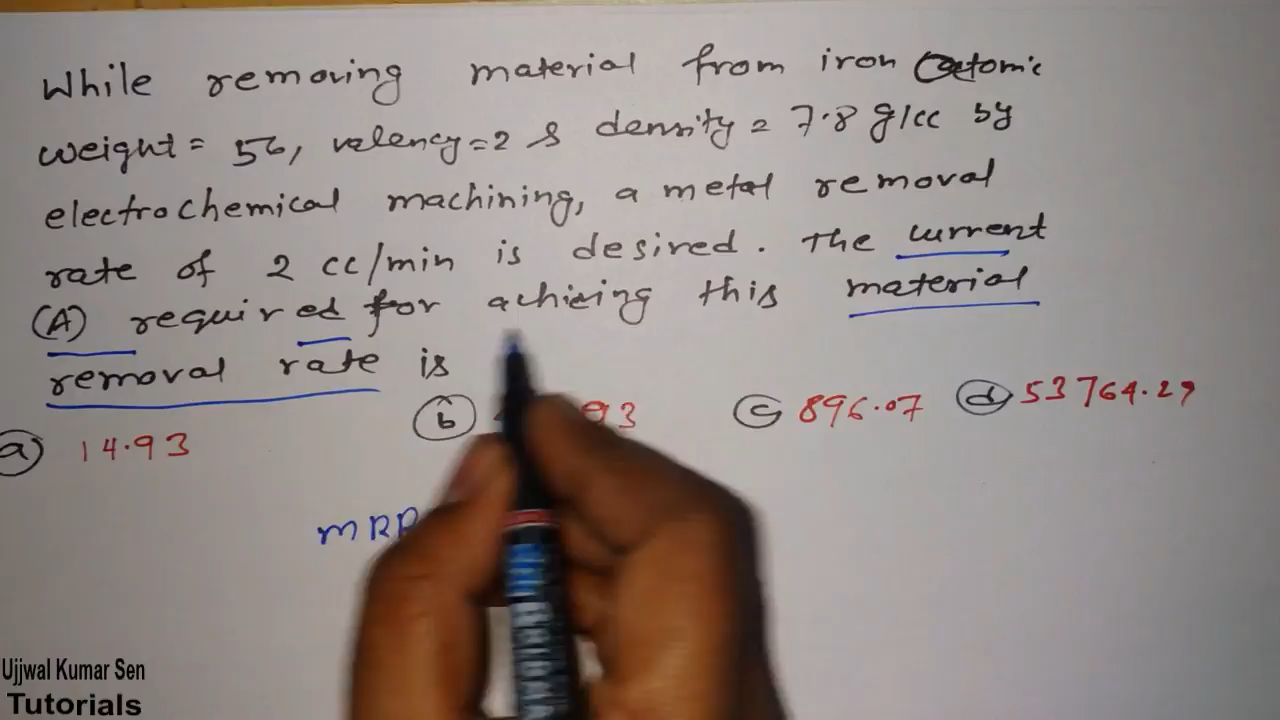 While removing material from iron (atomic
weight = 56, valency = 2 & density = 7.8 g/cc by
electrochemical machining, a metal removal
rate of 2 cc/min is desired. The current
(A) required for achieving this material
removal rate is
(a) 14.93 (b) 93 (c) 896.07 (d) 53764.29
MRR
Ujjwal Kumar Sen
Tutorials